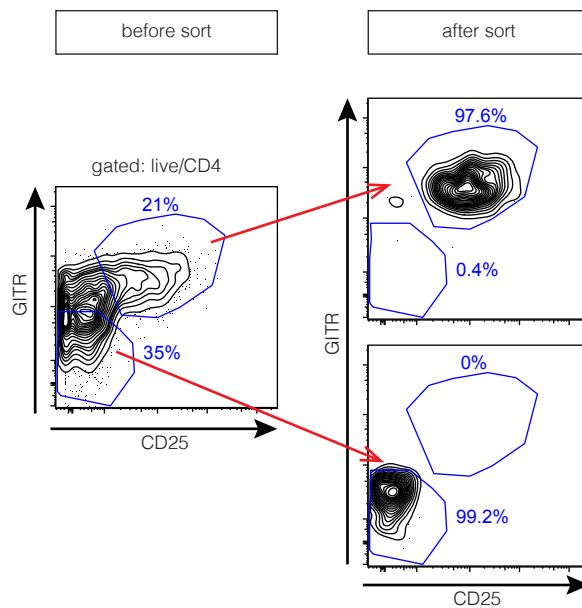 before sort
after sort
gated: live/CD4
21%
35%
GITR
CD25
97.6%
0.4%
0%
99.2%
GITR
CD25